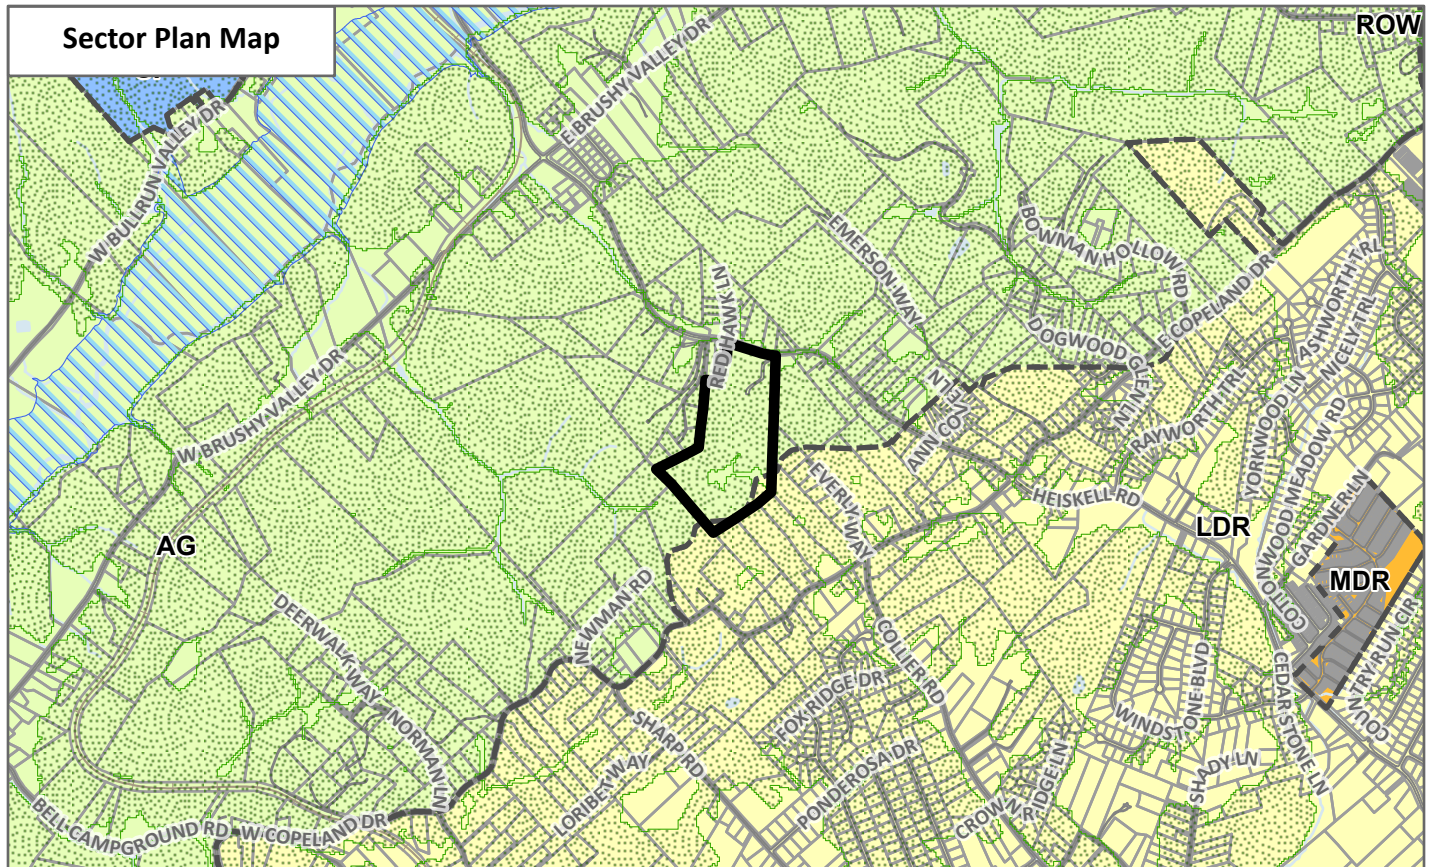 Sector Plan Map
ROW
E BRUSHY VALLEY DR
W BULLRUN VALLEY DR
BOWMAN HOLLOW RD
EMERSON WAY
E COPELAND DR
ASHWORTH TRL
RED HAWK LN
DOGWOOD GLEN LN
NICELY TRL
W BRUSHY VALLEY DR
ANN CONE LN
RAYWORTH TRL
YORKWOOD LN
COTTONWOOD MEADOW RD
EVERLY WAY
HEISKELL RD
GARDNER LN
LDR
AG
MDR
NEWMAN RD
DEERWALK WAY
NORMAN LN
COLLIER RD
FOX RIDGE DR
WINDSTONE BLVD
CEDAR STONE LN
COUNTRY RUN CIR
SHARP RD
LORIBE WAY
PONDEROSA DR
CROWN RIDGE LN
SHADY LN
BELL CAMPGROUND RD
W COPELAND DR